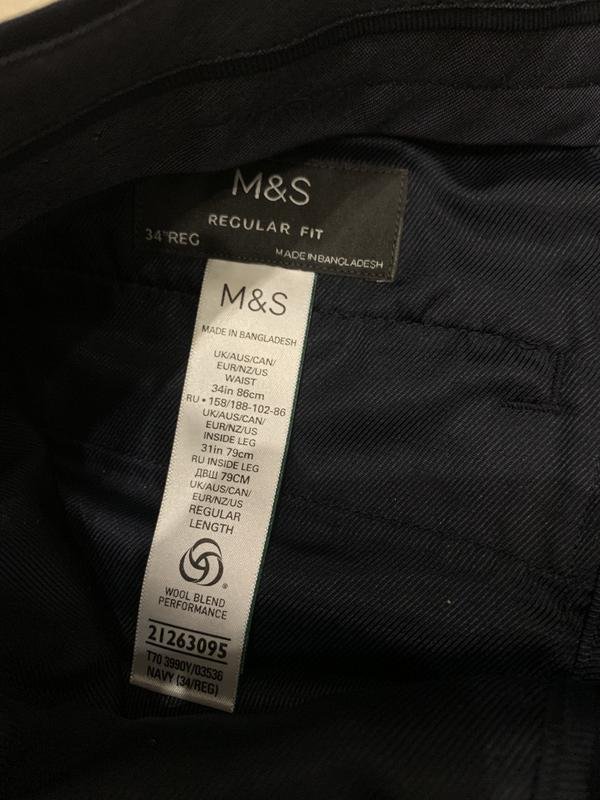 M&S
REGULAR FIT
34"REG
MADE IN BANGLADESH
M&S
MADE IN BANGLADESH
UK/AUS/CAN/
EUR/NZ/US
WAIST
34in 86cm
RU • 158/188-102-86
UK/AUS/CAN/
EUR/NZ/US
INSIDE LEG
31in 79cm
RU INSIDE LEG
ДВШ 79CM
UK/AUS/CAN/
EUR/NZ/US
REGULAR
LENGTH
WOOL BLEND
PERFORMANCE
21263095
T70 3990Y/03536
NAVY (34/REG)